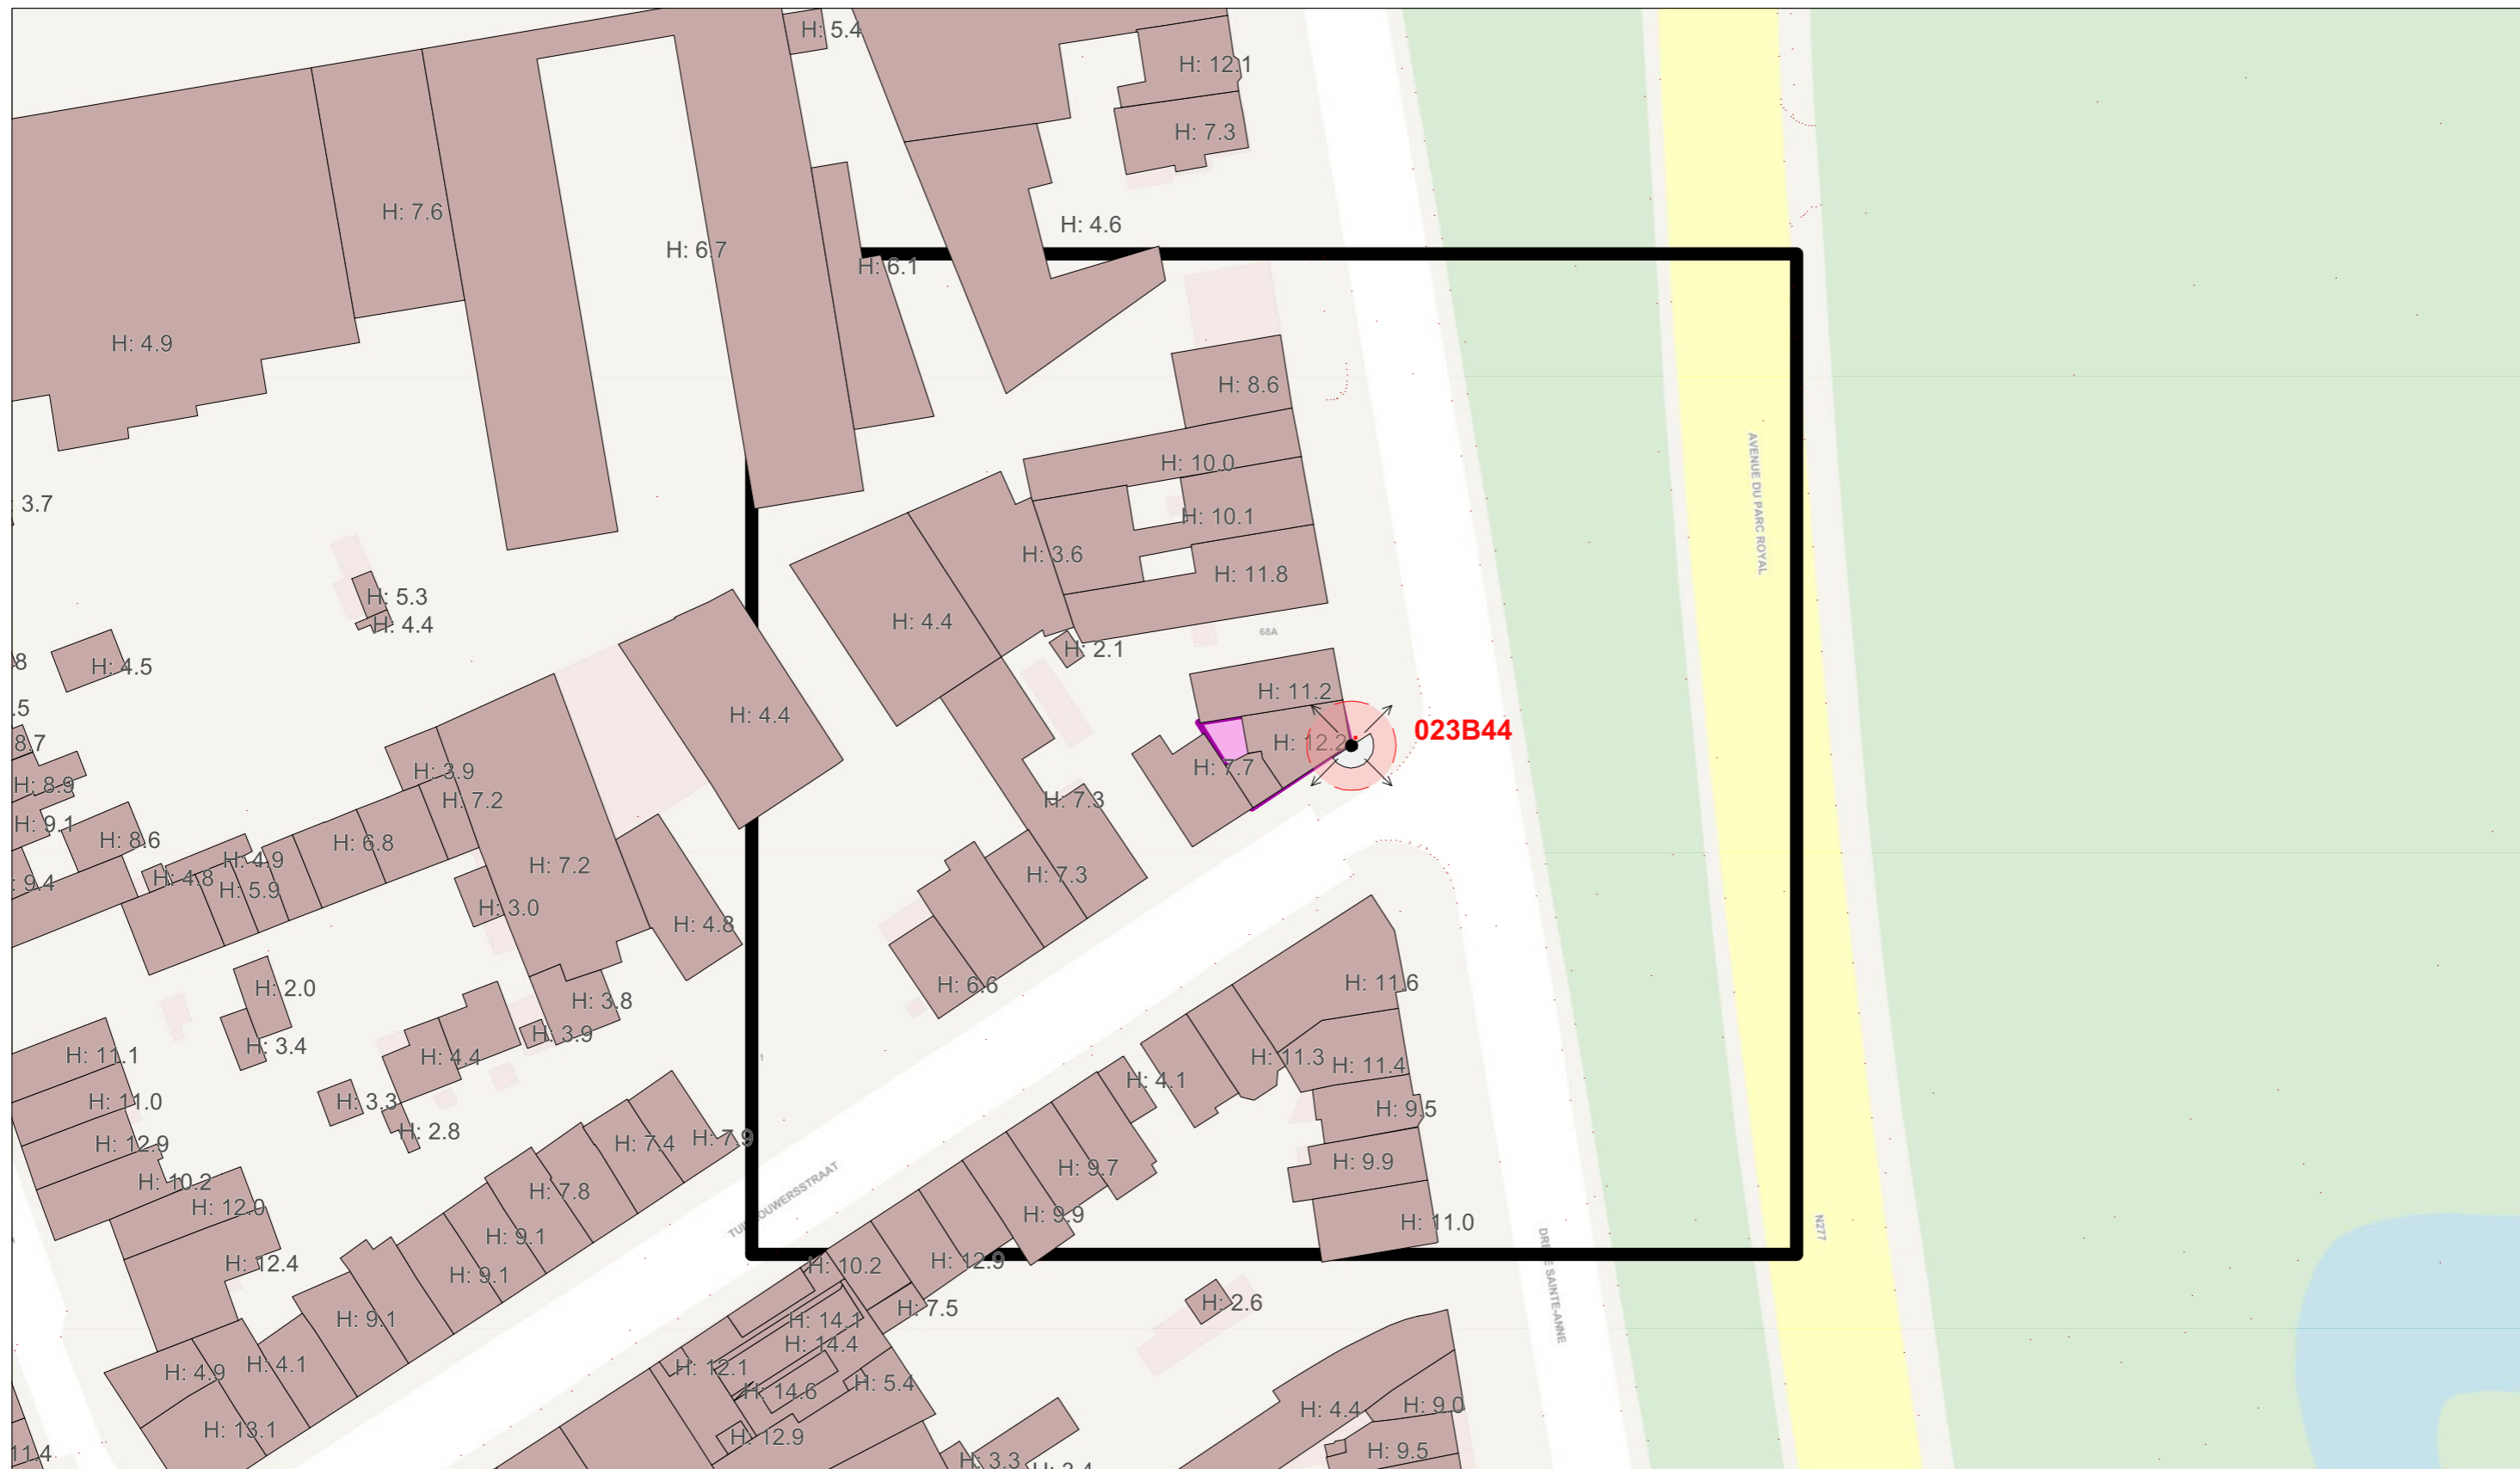 H: 5.4
H: 12.1
H: 7.3
H: 7.6
H: 4.6
H: 6.7
H: 6.1
H: 4.9
H: 8.6
H: 10.0
3.7
H: 10.1
H: 3.6
H: 11.8
AVENUE DU PARC ROYAL
H: 5.3
H: 4.4
H: 4.4
68A
H: 2.1
8
H: 4.5
H: 11.2
.5
H: 4.4
023B44
8.7
H: 12.2
H: 7.7
H: 3.9
H: 8.9
H: 7.2
H: 7.3
H: 9.1
H: 8.6
H: 6.8
H: 4.9
H: 7.2
H: 4.8
: 9.4
H: 5.9
H: 7.3
H: 3.0
H: 4.8
H: 2.0
H: 6.6
H: 11.6
H: 3.8
H: 3.9
H: 3.4
H: 11.1
H: 4.4
1
H: 11.3
H: 11.4
H: 4.1
H: 11.0
H: 3.3
H: 9.5
H: 2.8
H: 12.9
H: 7.4
H: 7.9
H: 9.7
H: 9.9
H: 10.2
H: 7.8
H: 12.0
H: 9.9
H: 11.0
N277
H: 9.1
H: 12.4
H: 10.2
H: 12.9
H: 9.1
H: 2.6
H: 7.5
H: 9.1
H: 14.1
H: 14.4
SAINTE-ANNE
H: 4.1
H: 4.9
H: 12.1
H: 5.4
H: 14.6
H: 4.4
H: 9.0
H: 13.1
H: 12.9
11.4
H: 9.5
H: 3.3